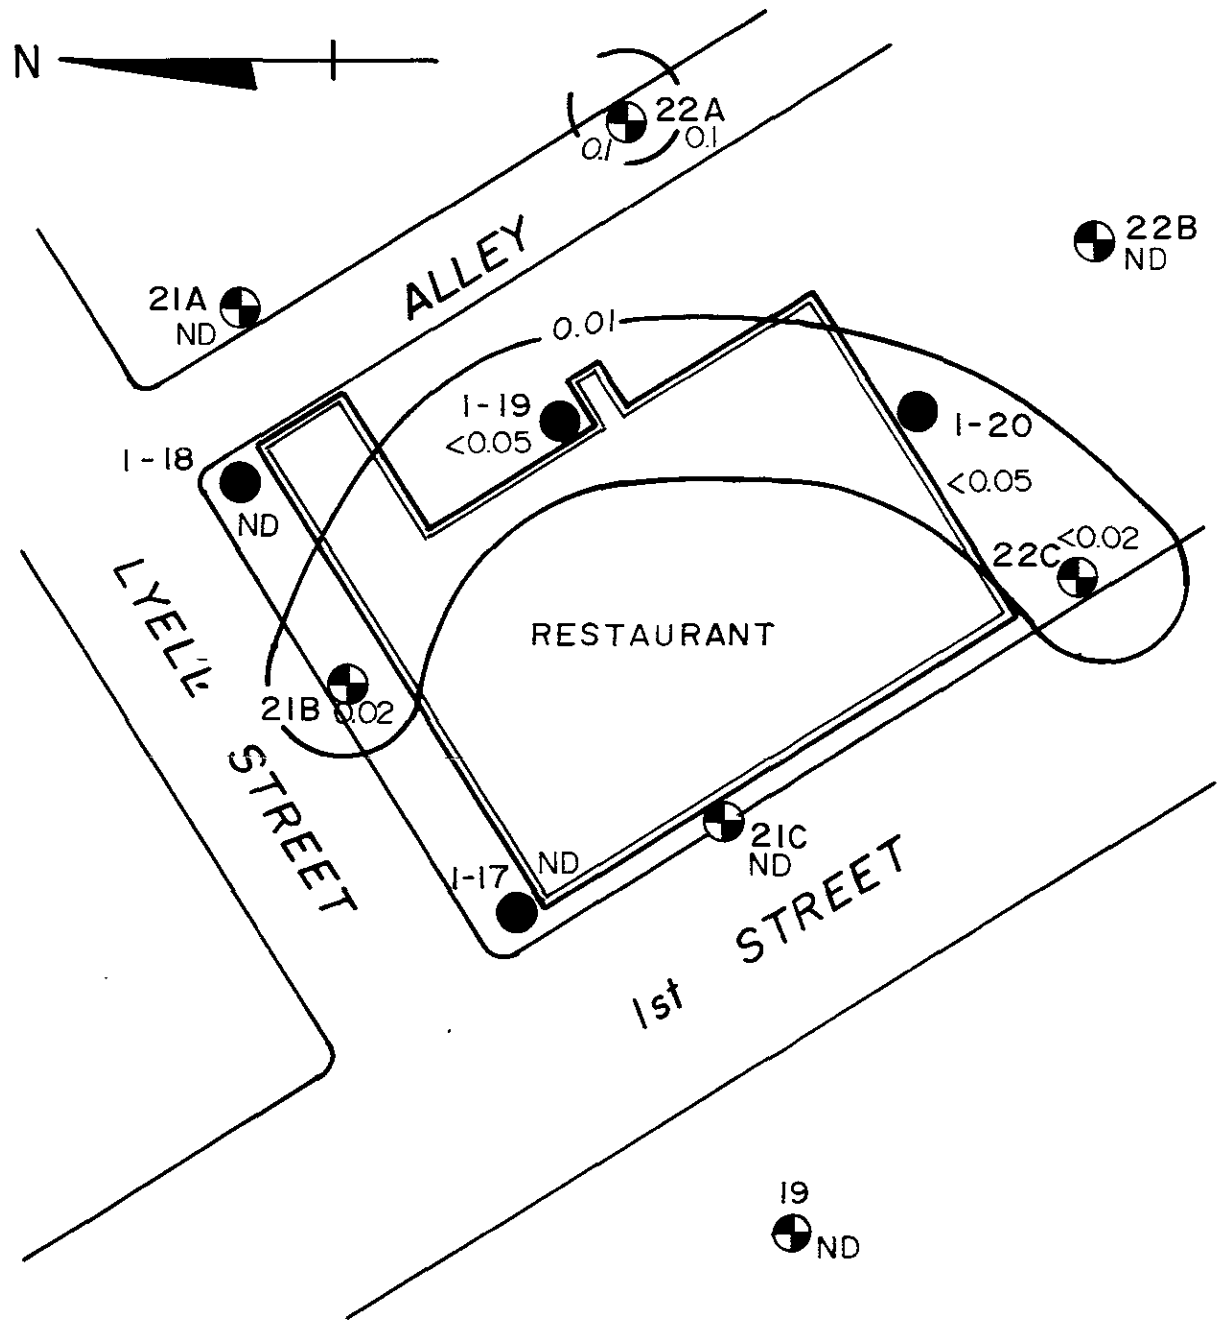 N
22A
0.1
0.1
22B
ND
21A
ND
ALLEY
0.01
1-19
<0.05
1-20
<0.05
1-18
ND
<0.02
22C
LYELL STREET
RESTAURANT
21B 0.02
21C
ND
1-17
ND
1st STREET
19
ND